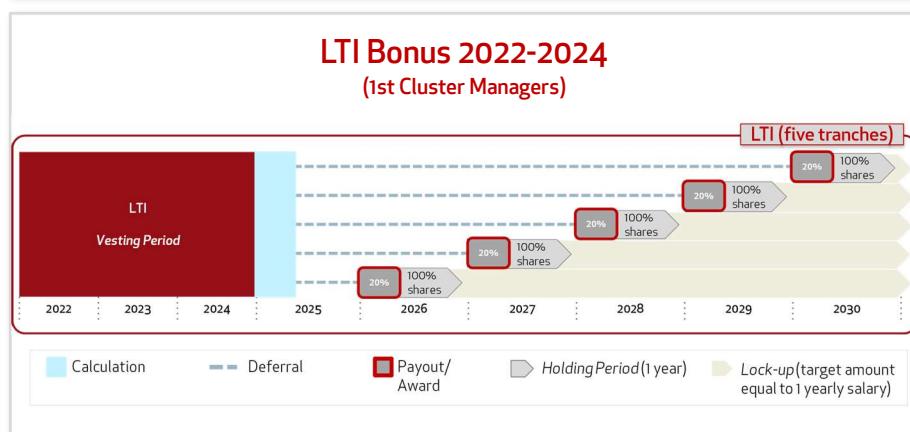 LTI Bonus 2022-2024
(1st Cluster Managers)
LTI (five tranches)
20% 100% shares
20% 100% shares
LTI
20% 100% shares
Vesting Period
20% 100% shares
20% 100% shares
2022 2023 2024 2025 2026 2027 2028 2029 2030
Calculation
Deferral
Payout/
Award
Holding Period (1 year)
Lock-up (target amount
equal to 1 yearly salary)